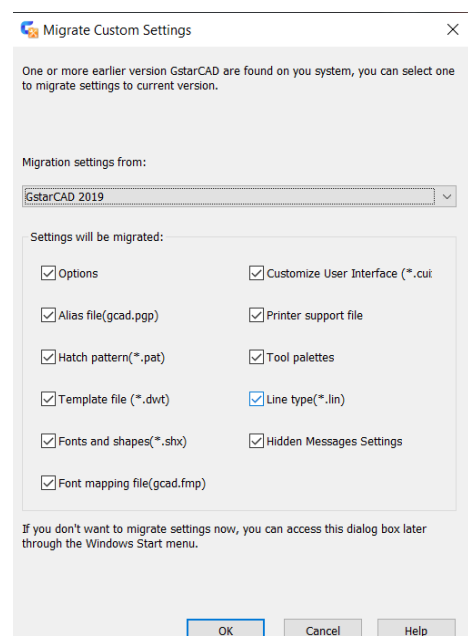 Migrate Custom Settings
One or more earlier version GstarCAD are found on you system, you can select one
to migrate settings to current version.
Migration settings from:
GstarCAD 2019
Settings will be migrated:
Options
Customize User Interface (*.cui
Alias file(gcad.pgp)
Printer support file
Hatch pattern(*.pat)
Tool palettes
Template file (*.dwt)
Line type(*.lin)
Fonts and shapes(*.shx)
Hidden Messages Settings
Font mapping file(gcad.fmp)
If you don't want to migrate settings now, you can access this dialog box later
through the Windows Start menu.
OK Cancel Help